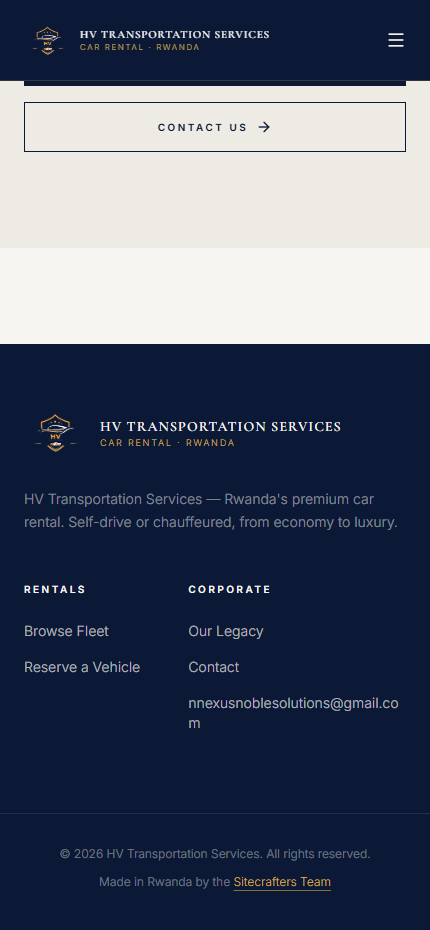 HV TRANSPORTATION SERVICES
CAR RENTAL · RWANDA
CONTACT US
HV
HV TRANSPORTATION SERVICES
CAR RENTAL · RWANDA
HV Transportation Services — Rwanda's premium car
rental. Self-drive or chauffeured, from economy to luxury.
RENTALS
CORPORATE
Browse Fleet
Our Legacy
Reserve a Vehicle
Contact
nnexusnoblesolutions@gmail.co
m
© 2026 HV Transportation Services. All rights reserved.
Made in Rwanda by the Sitecrafters Team